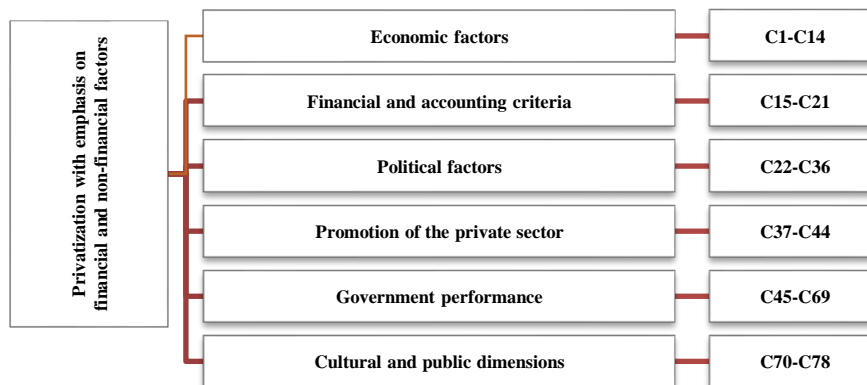 Privatization with emphasis on
financial and non-financial factors
Economic factors
C1-C14
Financial and accounting criteria
C15-C21
Political factors
C22-C36
Promotion of the private sector
C37-C44
Government performance
C45-C69
Cultural and public dimensions
C70-C78